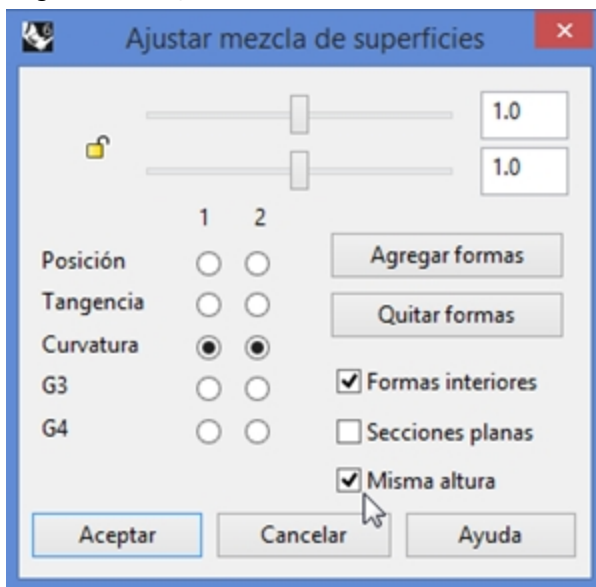 Ajustar mezcla de superficies
1.0
1.0
1 2
Posición
Agregar formas
Tangencia
Quitar formas
Curvatura
G3
Formas interiores
G4
Secciones planas
Misma altura
Aceptar Cancelar Ayuda